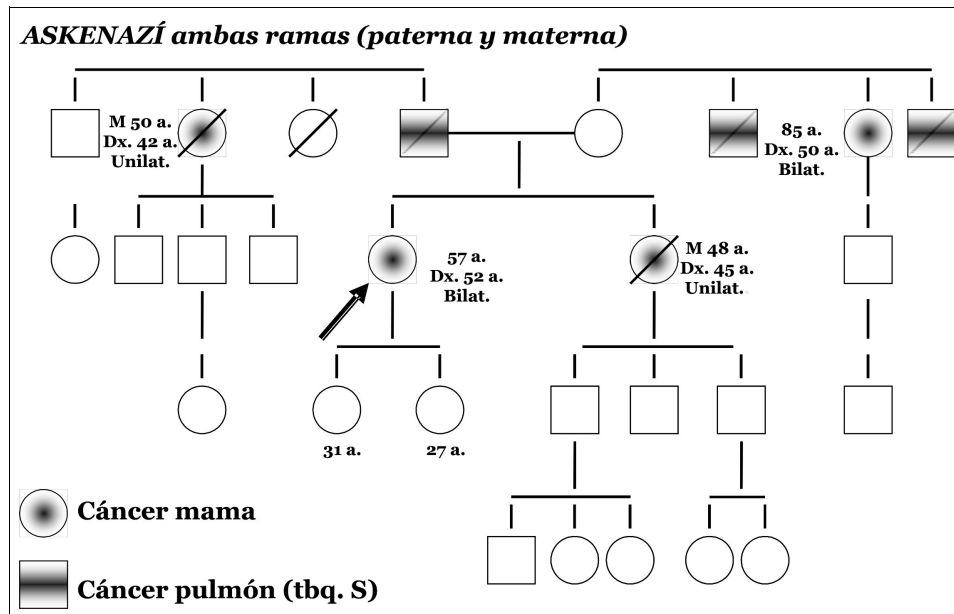 ASKENAZÍ ambas ramas (paterna y materna)
M 50 a.
Dx. 42 a.
Unilat.
85 a.
Dx. 50 a.
Bilat.
57 a.
Dx. 52 a.
Bilat.
M 48 a.
Dx. 45 a.
Unilat.
31 a.
27 a.
Cáncer mama
Cáncer pulmón (tbq. S)